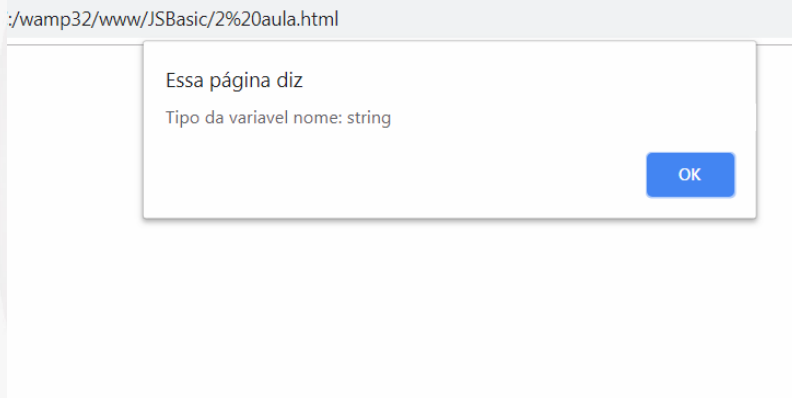 :/wamp32/www/JSBasic/2%20aula.html
Essa página diz
Tipo da variavel nome: string
OK